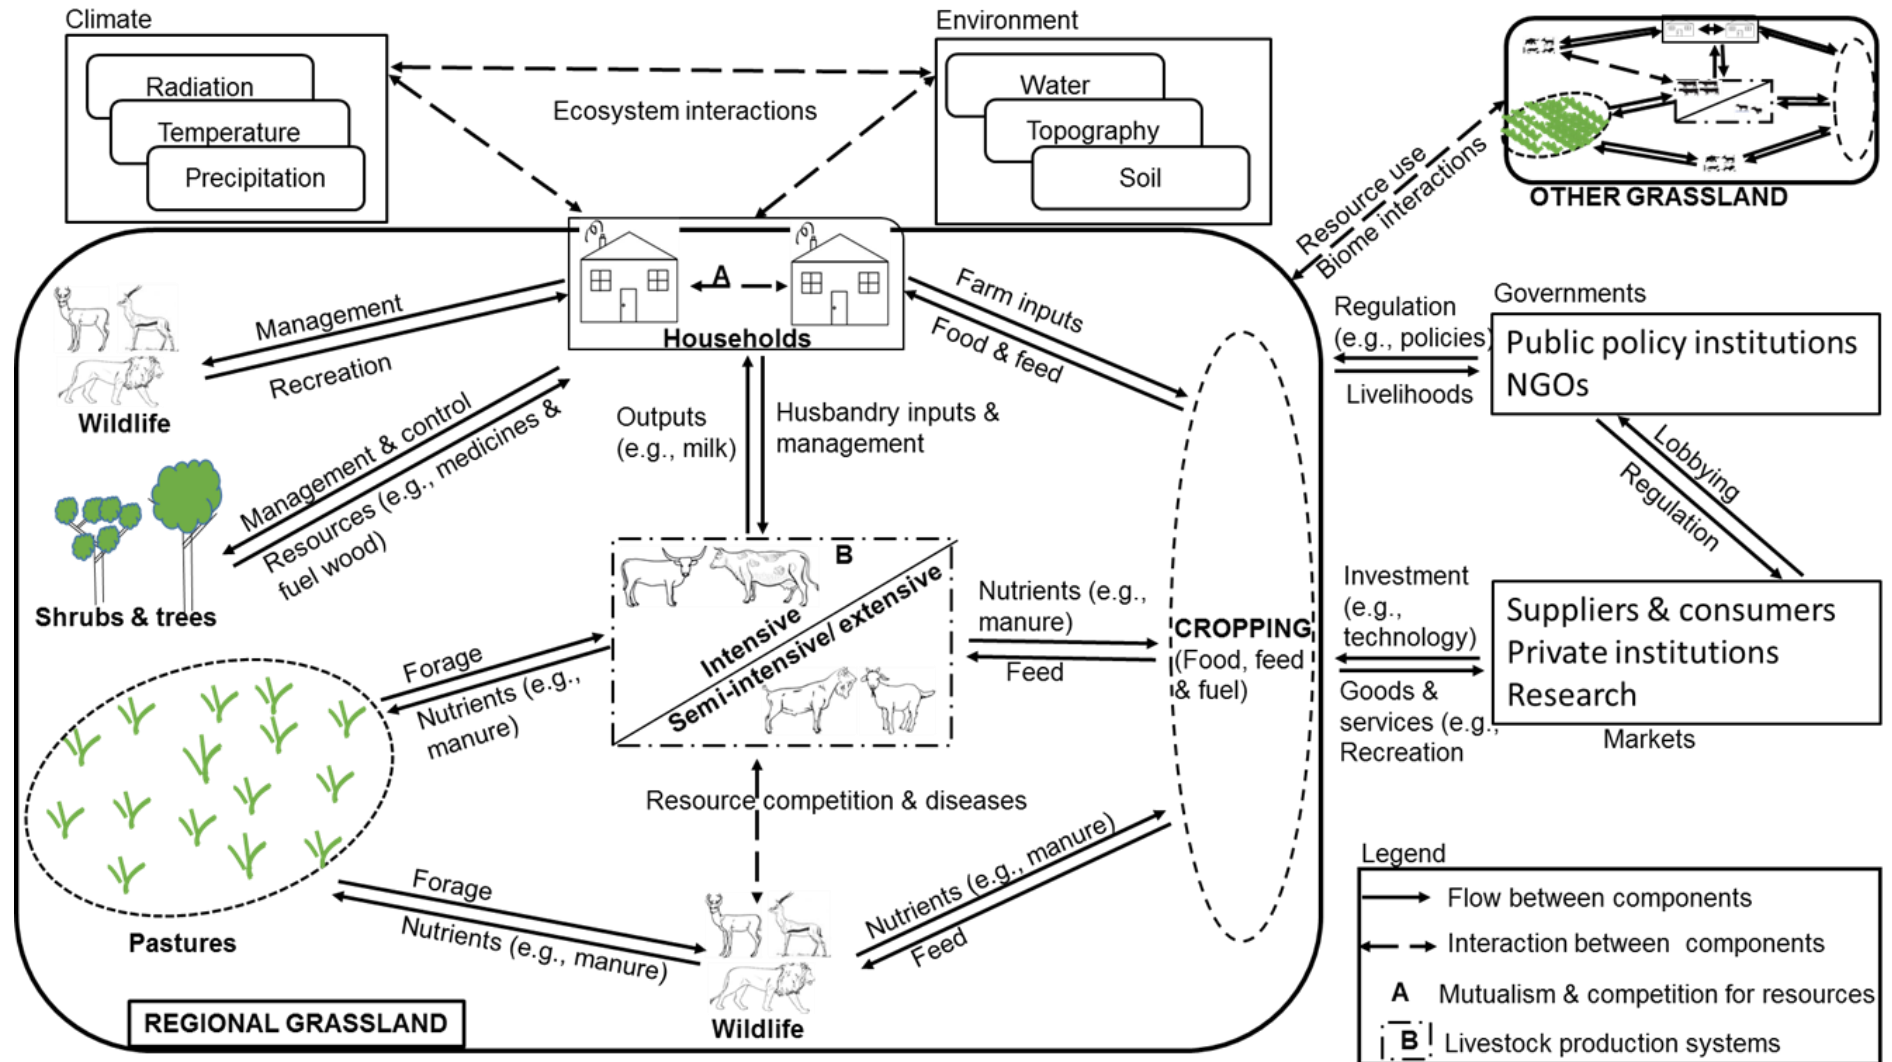 Climate
Radiation
Temperature
Precipitation
Ecosystem interactions
Environment
Water
Topography
Soil
OTHER GRASSLAND
Resource use
Biome interactions
A
Households
Management
Recreation
Wildlife
Farm inputs
Food & feed
Management & control
Resources (e.g., medicines &
fuel wood)
Shrubs & trees
Outputs
(e.g., milk)
Husbandry inputs &
management
B
Intensive
Semi-intensive/ extensive
Forage
Nutrients (e.g.,
manure)
Nutrients (e.g.,
manure)
Feed
CROPPING
(Food, feed
& fuel)
Resource competition & diseases
Pastures
Forage
Nutrients (e.g., manure)
Nutrients (e.g., manure)
Feed
Wildlife
REGIONAL GRASSLAND
Regulation
(e.g., policies)
Livelihoods
Governments
Public policy institutions
NGOs
Lobbying
Regulation
Investment
(e.g.,
technology)
Goods &
services (e.g.,
Recreation
Suppliers & consumers
Private institutions
Research
Markets
Legend
Flow between components
Interaction between components
A Mutualism & competition for resources
B Livestock production systems